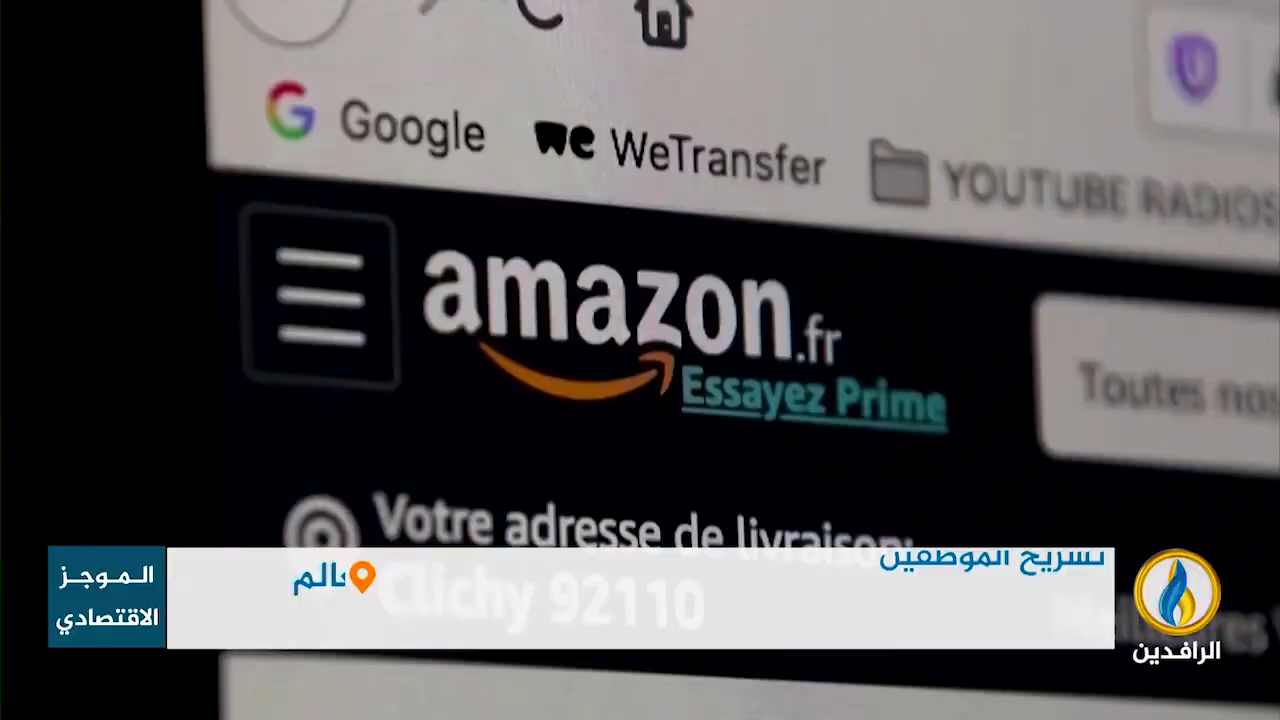 Google
WeTransfer
YOUTUBE RADIOS
amazon.fr
Essayez Prime
Toutes nos
Votre adresse de livraison:
Clichy 92110
تسريح الموظفين
الموجز
الاقتصادي
الرافدين